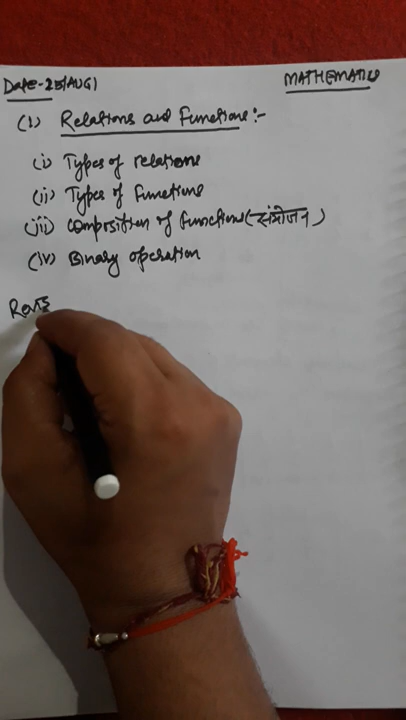 Date-25/AUG/ MATHEMATICS
(1) Relations and Functions:-
(i) Types of relations
(ii) Types of Functions
(iii) Composition of functions (संयोजन)
(iv) Binary operation